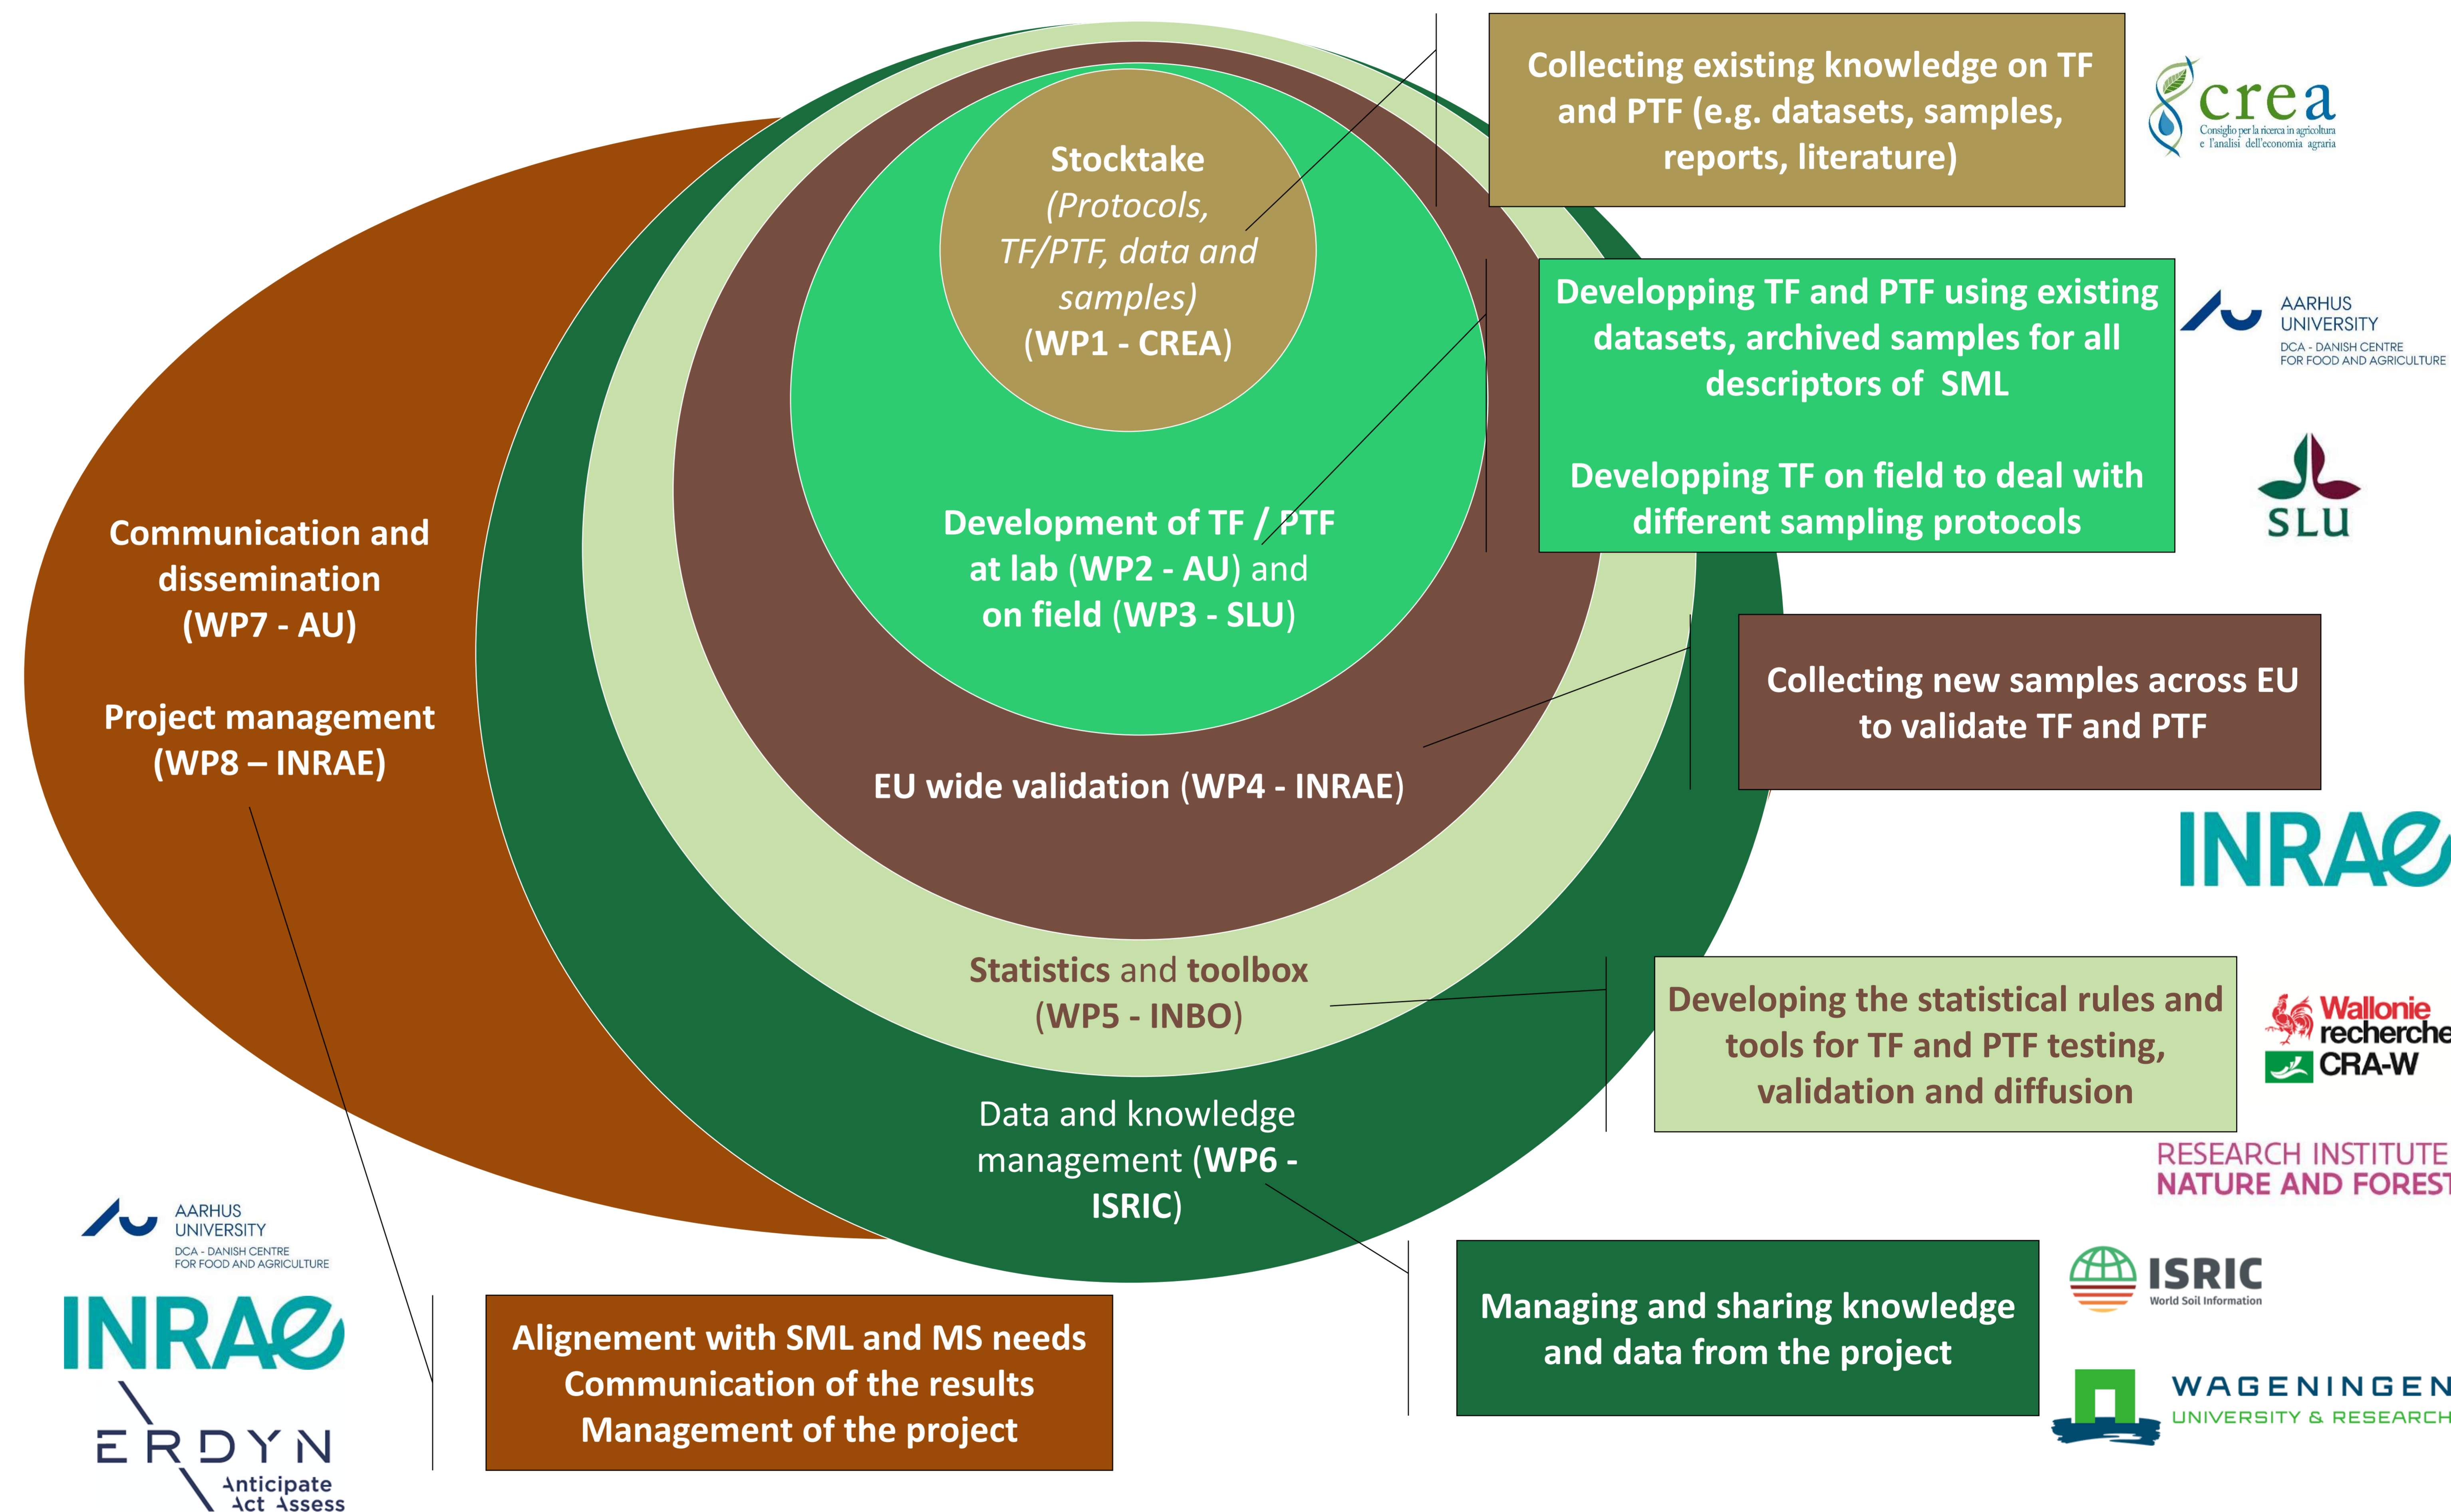 Stocktake
(Protocols,
TF/PTF, data and
samples)
(WP1 - CREA)
Development of TF / PTF
at lab (WP2 - AU) and
on field (WP3 - SLU)
EU wide validation (WP4 - INRAE)
Statistics and toolbox
(WP5 - INBO)
Data and knowledge
management (WP6 -
ISRIC)
Communication and
dissemination
(WP7 - AU)
Project management
(WP8 – INRAE)
Collecting existing knowledge on TF
and PTF (e.g. datasets, samples,
reports, literature)
crea
Consiglio per la ricerca in agricoltura
e l'analisi dell'economia agraria
Developping TF and PTF using existing
datasets, archived samples for all
descriptors of SML
Developping TF on field to deal with
different sampling protocols
AARHUS
UNIVERSITY
DCA - DANISH CENTRE
FOR FOOD AND AGRICULTURE
SLU
Collecting new samples across EU
to validate TF and PTF
INRAE
Developing the statistical rules and
tools for TF and PTF testing,
validation and diffusion
Wallonie
recherche
CRA-W
RESEARCH INSTITUTE
NATURE AND FOREST
Managing and sharing knowledge
and data from the project
ISRIC
World Soil Information
WAGENINGEN
UNIVERSITY & RESEARCH
AARHUS
UNIVERSITY
DCA - DANISH CENTRE
FOR FOOD AND AGRICULTURE
INRAE
ERDYN
Anticipate
Act Assess
Alignement with SML and MS needs
Communication of the results
Management of the project